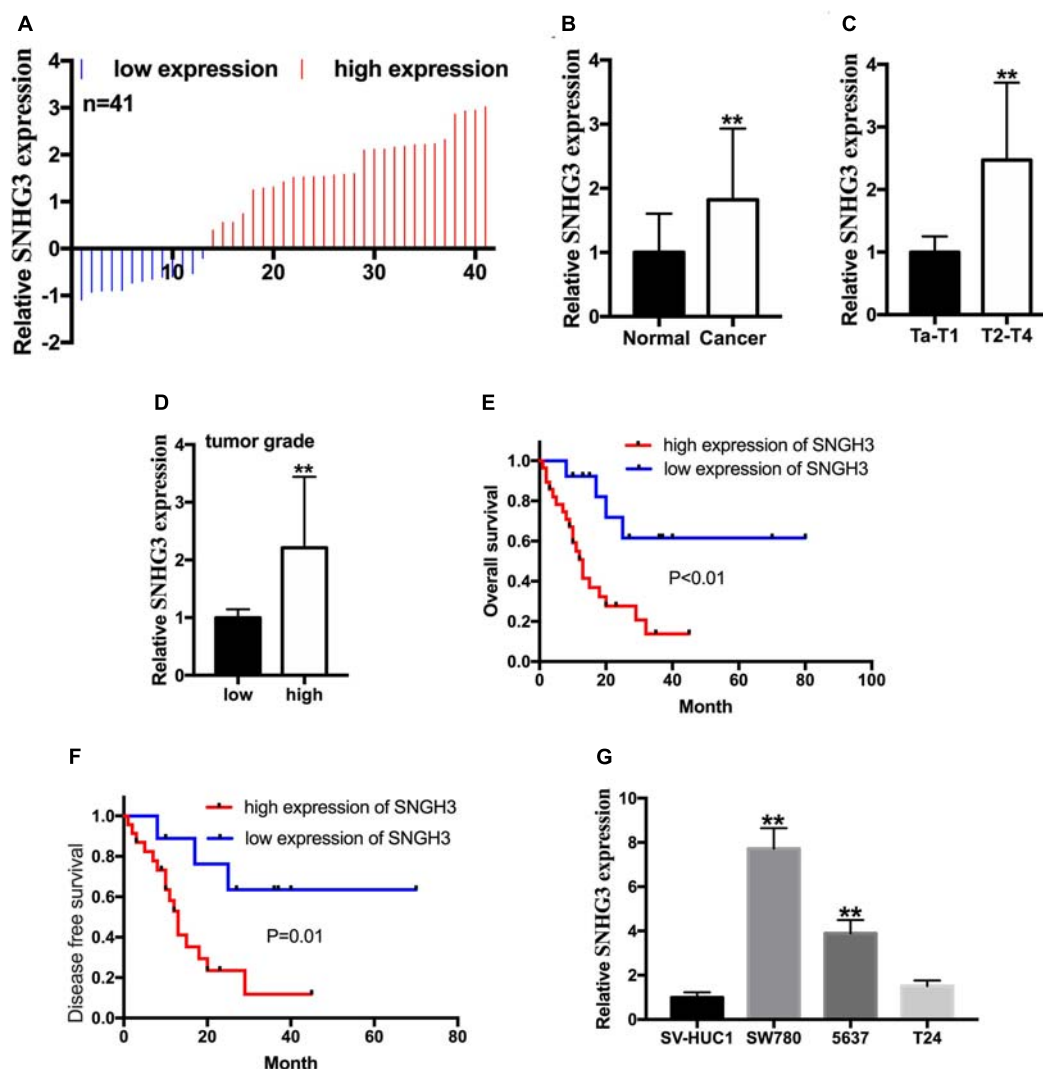 A
Relative SNHG3 expression
low expression
high expression
n=41
4
3
2
1
0
-1
-2
10
20
30
40
B
Relative SNHG3 expression
4
3
2
1
0
**
Normal Cancer
C
Relative SNHG3 expression
4
3
2
1
0
**
Ta-T1 T2-T4
D
Relative SNHG3 expression
tumor grade
4
3
2
1
0
**
low high
E
high expression of SNGH3
low expression of SNGH3
Overall survival
1.0
0.8
0.6
0.4
0.2
0.0
P<0.01
0 20 40 60 80 100
Month
F
high expression of SNGH3
low expression of SNGH3
Disease free survival
1.0
0.8
0.6
0.4
0.2
0.0
P=0.01
0 20 40 60 80
Month
G
Relative SNHG3 expression
10
8
6
4
2
0
**
**
SV-HUC1 SW780 5637 T24